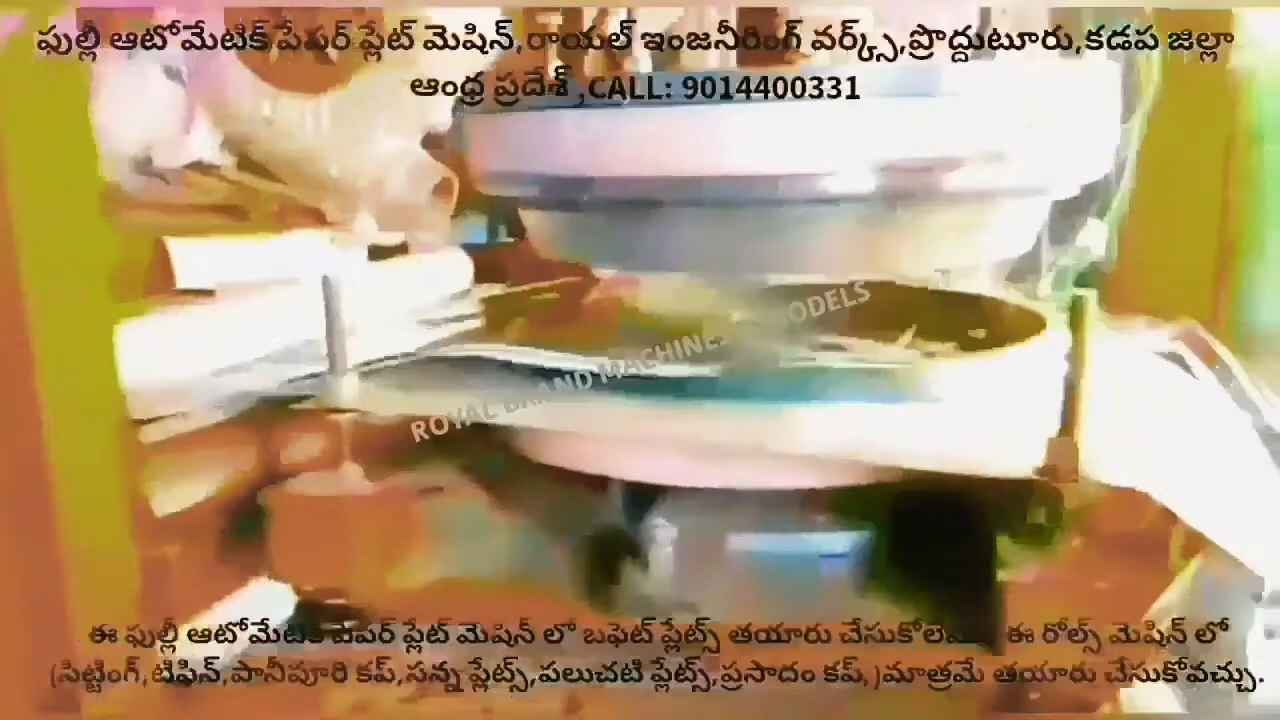 ఫుల్లీ ఆటోమేటిక్ పేపర్ ప్లేట్ మెషిన్,రాయల్ ఇంజనీరింగ్ వర్క్స్,ప్రొద్దుటూరు,కడప జిల్లా
ఆంధ్ర ప్రదేశ్ ,CALL: 9014400331
ROYAL BRAND MACHINE
ఈ ఫుల్లీ ఆటోమేటిక్ పేపర్ ప్లేట్ మెషిన్ లో బఫెట్ ప్లేట్స్ తయారు చేసుకోలేము ఈ రోల్స్ మెషిన్ లో
(సిట్టింగ్,టిఫిన్,పానీపూరి కప్,సన్న ప్లేట్స్,పలుచటి ప్లేట్స్,ప్రసాదం కప్,)మాత్రమే తయారు చేసుకోవచ్చు.